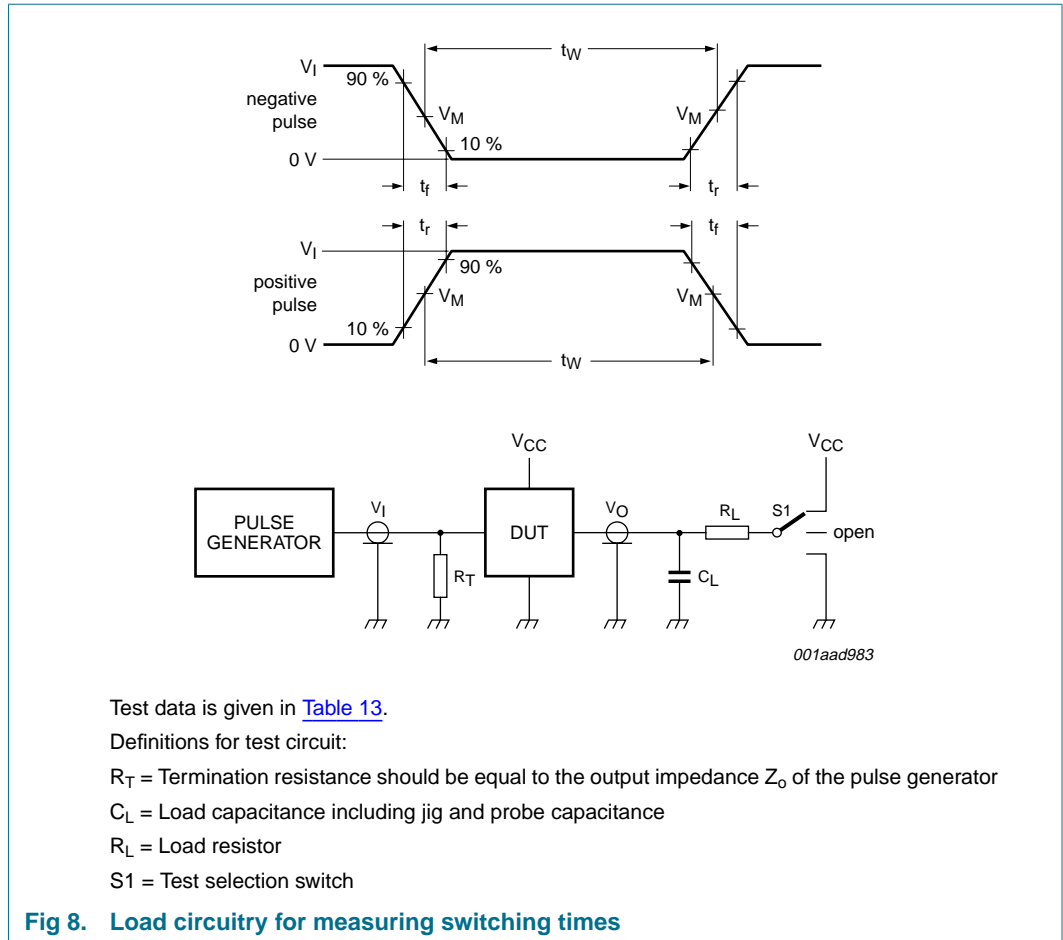 tW
VI
90 %
negative
pulse
VM
VM
10 %
0 V
tf
tr
tr
tf
VI
90 %
positive
pulse
VM
VM
10 %
0 V
tW
VCC
VCC
PULSE
GENERATOR
VI
DUT
VO
RL
S1
open
RT
CL
001aad983
Test data is given in Table 13.
Definitions for test circuit:
RT = Termination resistance should be equal to the output impedance Zo of the pulse generator
CL = Load capacitance including jig and probe capacitance
RL = Load resistor
S1 = Test selection switch
Fig 8. Load circuitry for measuring switching times